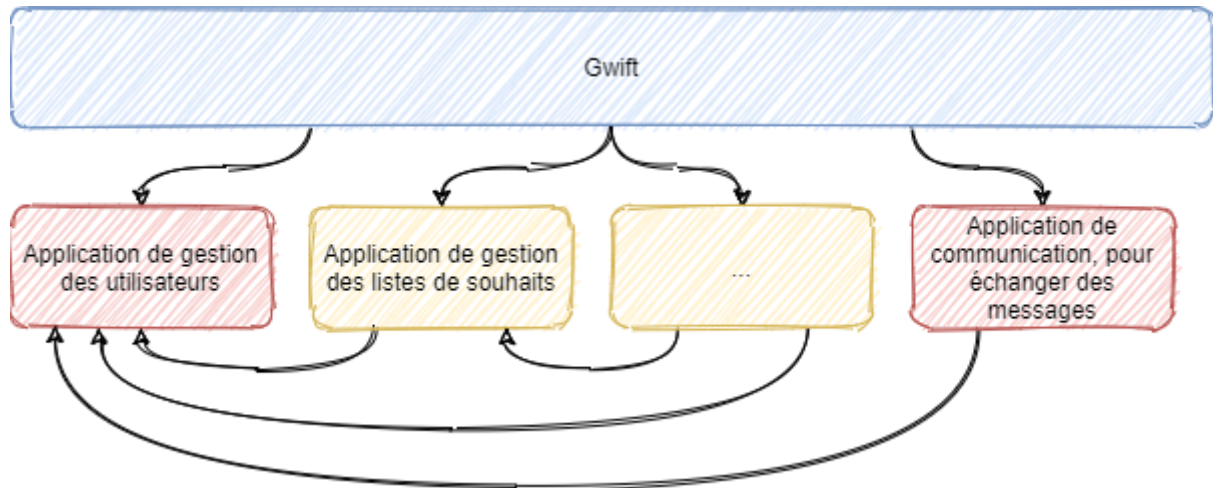 Gwift
Application de gestion
des utilisateurs
Application de gestion
des listes de souhaits
...
Application de
communication, pour
échanger des
messages